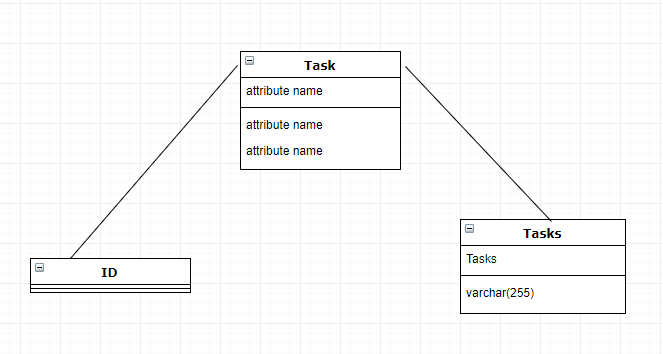 Task
attribute name
attribute name
attribute name
ID
Tasks
Tasks
varchar(255)